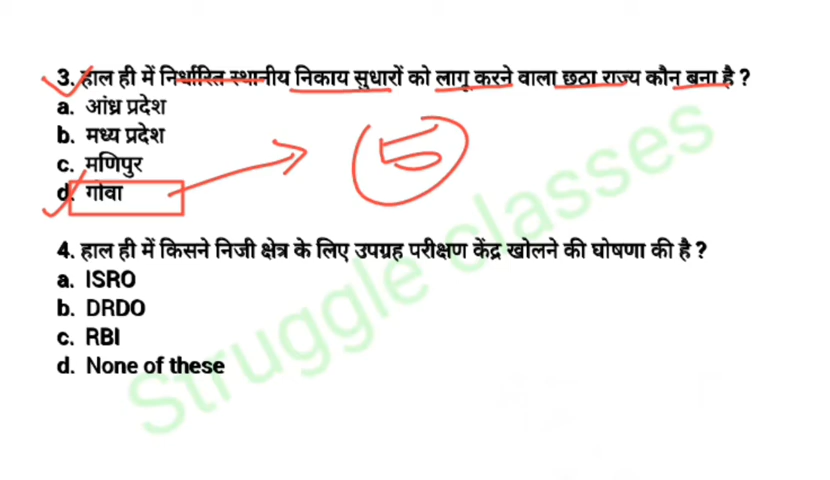 3. हाल ही में निर्धारित स्थानीय निकाय सुधारों को लागू करने वाला छठा राज्य कौन बना है ?
a. आंध्र प्रदेश
b. मध्य प्रदेश
c. मणिपुर
d. गोवा
5
4. हाल ही में किसने निजी क्षेत्र के लिए उपग्रह परीक्षण केंद्र खोलने की घोषणा की है ?
a. ISRO
b. DRDO
c. RBI
d. None of these
Struggle classes